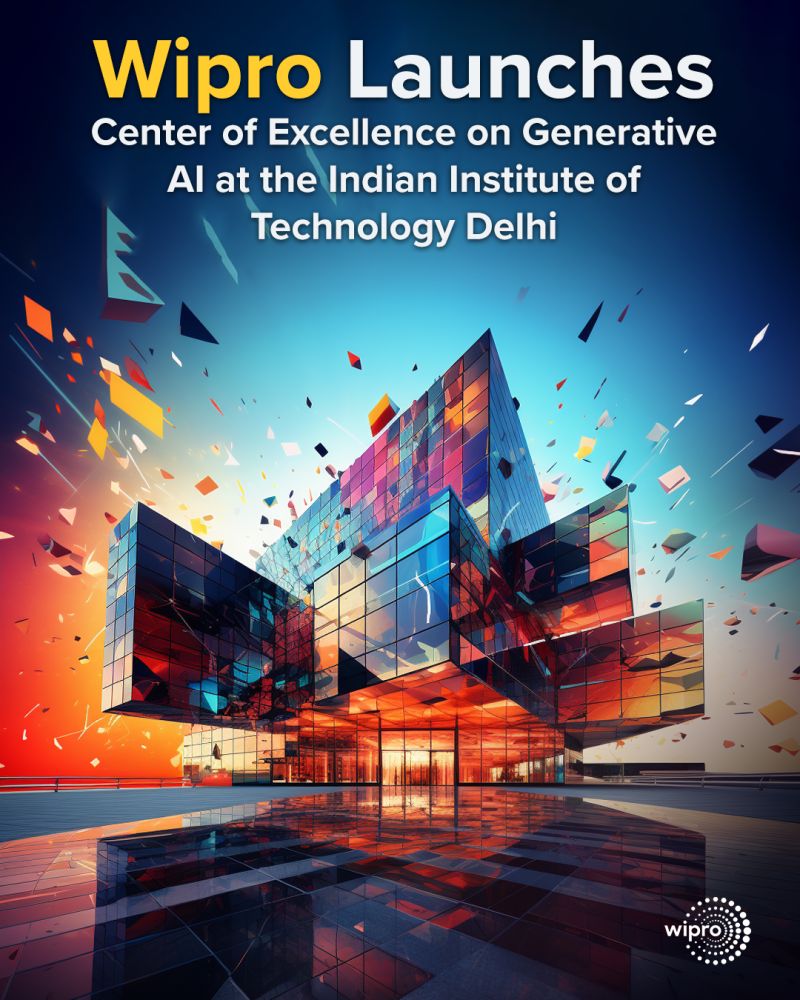 Wipro Launches
Center of Excellence on Generative
AI at the Indian Institute of
Technology Delhi
wipro